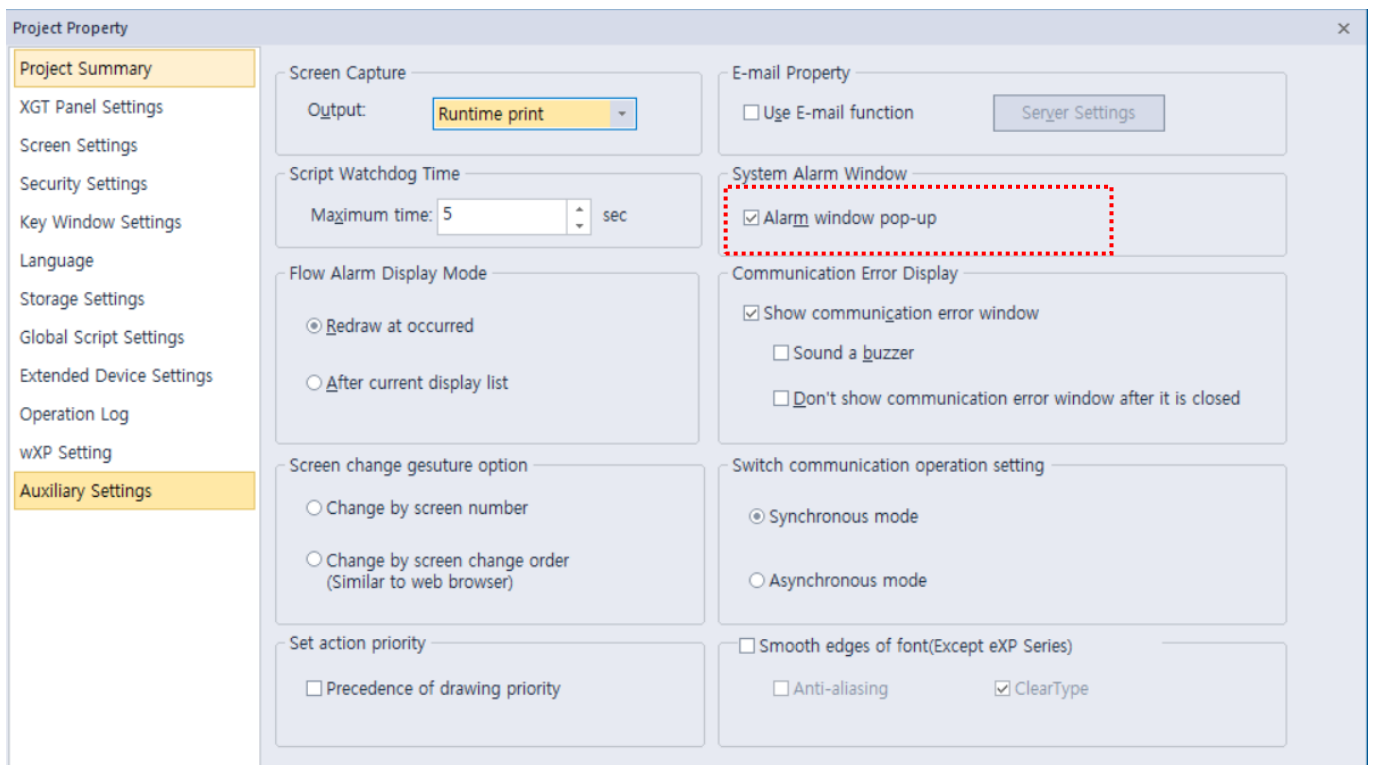 Project Property
Project Summary
XGT Panel Settings
Screen Settings
Security Settings
Key Window Settings
Language
Storage Settings
Global Script Settings
Extended Device Settings
Operation Log
wXP Setting
Auxiliary Settings
Screen Capture
Output:
Runtime print
Script Watchdog Time
Maximum time:
5
sec
Flow Alarm Display Mode
Redraw at occurred
After current display list
Screen change gesuture option
Change by screen number
Change by screen change order
(Similar to web browser)
Set action priority
Precedence of drawing priority
E-mail Property
Use E-mail function
Server Settings
System Alarm Window
Alarm window pop-up
Communication Error Display
Show communication error window
Sound a buzzer
Don't show communication error window after it is closed
Switch communication operation setting
Synchronous mode
Asynchronous mode
Smooth edges of font(Except eXP Series)
Anti-aliasing
ClearType